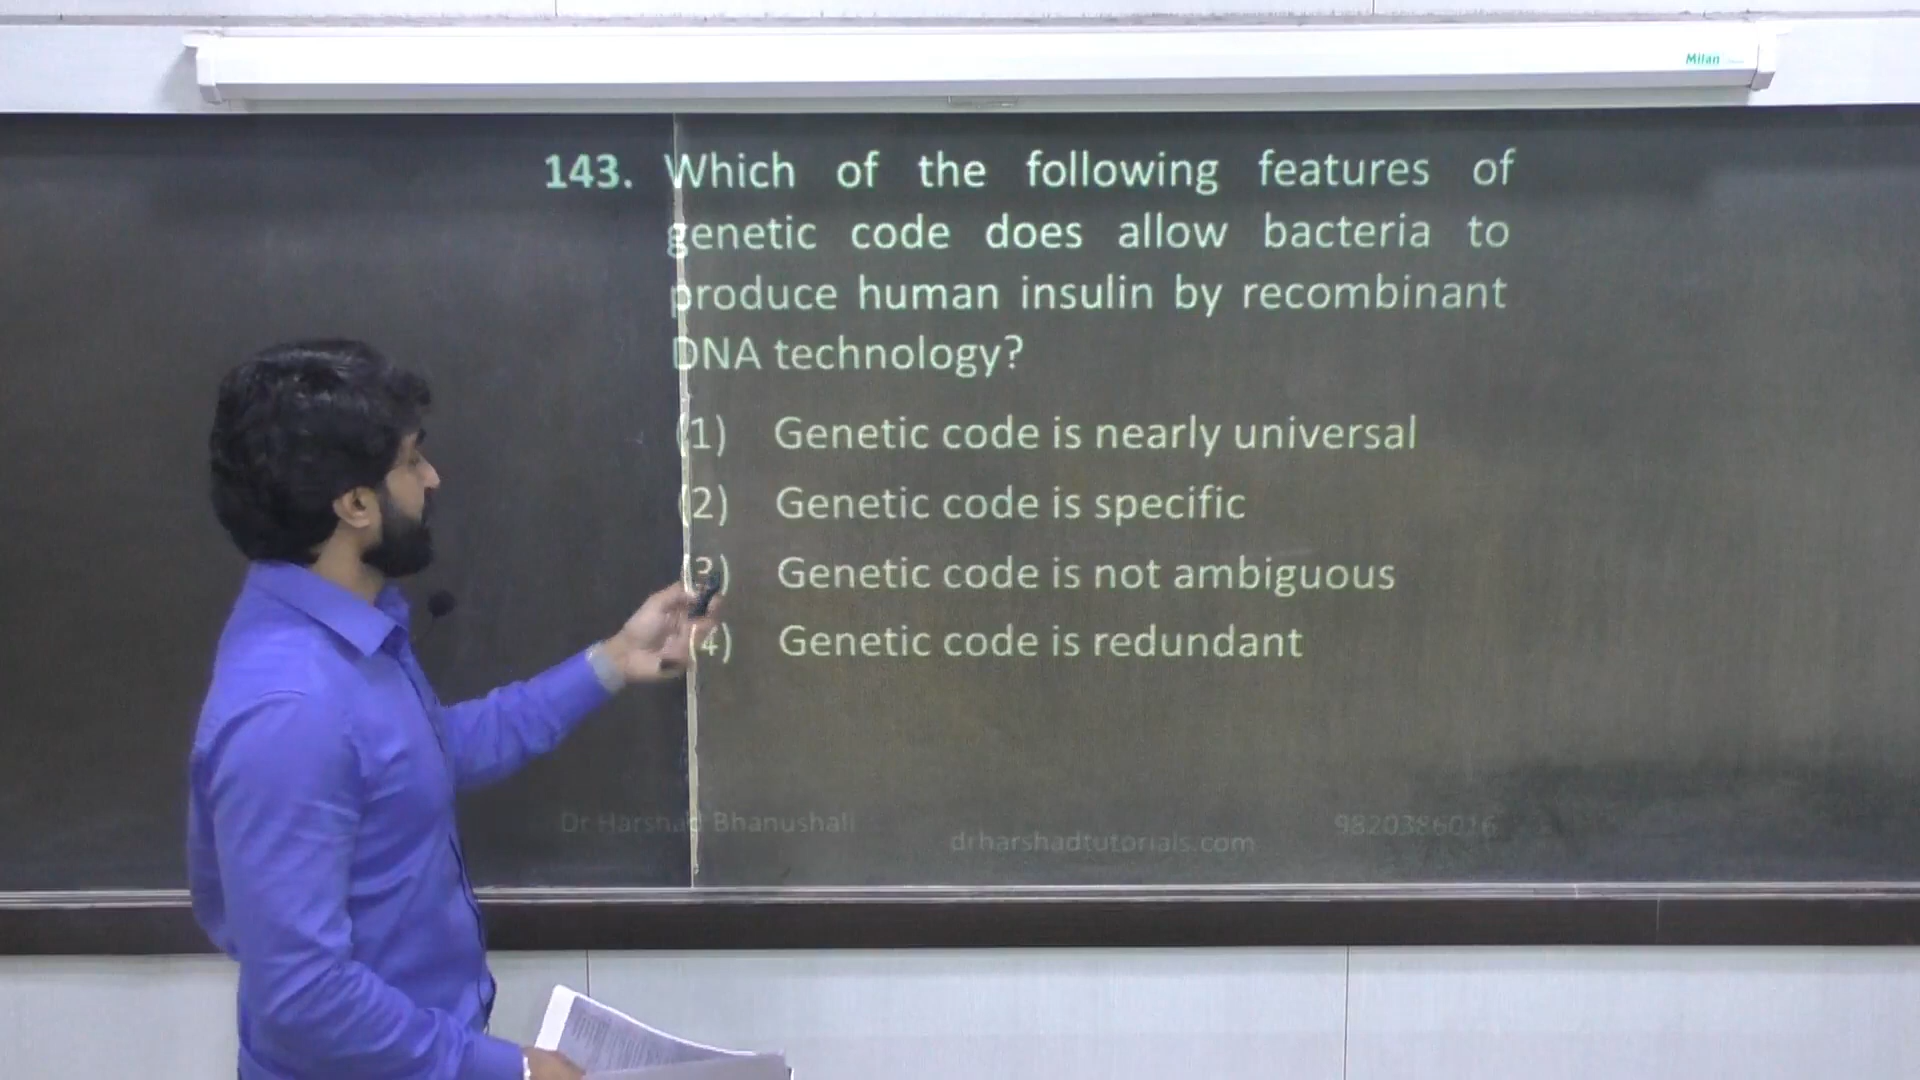 Milan
143. Which of the following features of
genetic code does allow bacteria to
produce human insulin by recombinant
DNA technology?
(1) Genetic code is nearly universal
(2) Genetic code is specific
(3) Genetic code is not ambiguous
(4) Genetic code is redundant
Dr Harshad Bhanushali
drharshadtutorials.com
9820386016